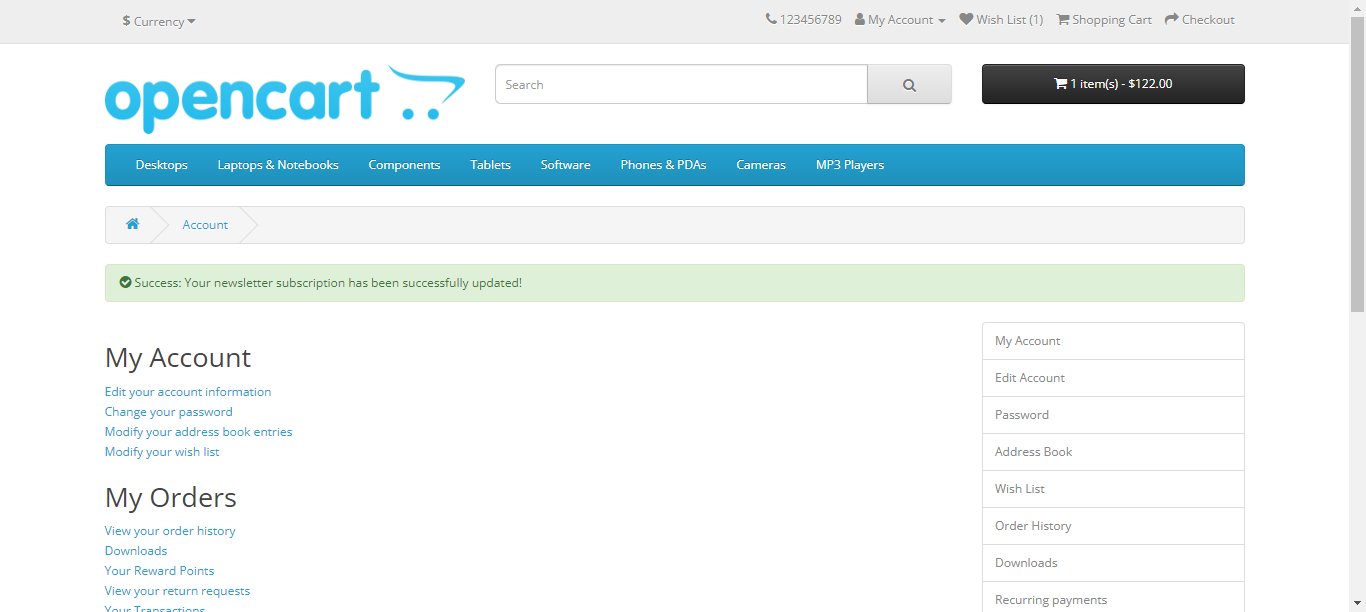 $ Currency
123456789 My Account Wish List (1) Shopping Cart Checkout
opencart
Search
1 item(s) - $122.00
Desktops Laptops & Notebooks Components Tablets Software Phones & PDAs Cameras MP3 Players
Account
Success: Your newsletter subscription has been successfully updated!
My Account
Edit your account information
Change your password
Modify your address book entries
Modify your wish list
My Orders
View your order history
Downloads
Your Reward Points
View your return requests
Your Transactions
My Account
Edit Account
Password
Address Book
Wish List
Order History
Downloads
Recurring payments